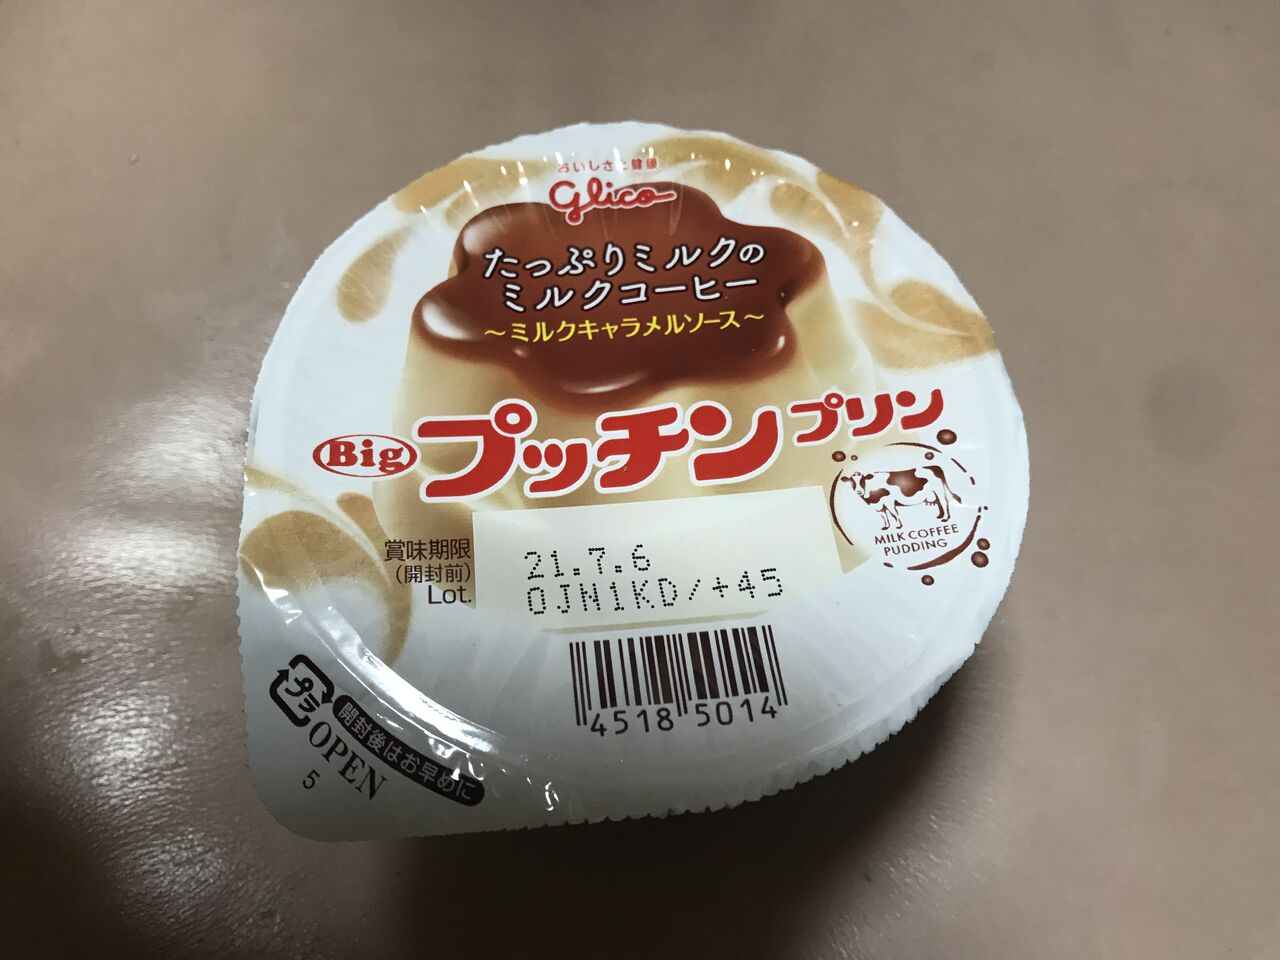 おいしさと健康
Glico
たっぷりミルクの
ミルクコーヒー
～ミルクキャラメルソース～
Big プッチンプリン
MILK COFFEE
PUDDING
賞味期限
(開封前)
Lot.
21.7.6
OJN1KD/+45
4518 5014
プラ
開封後はお早めに
OPEN
5